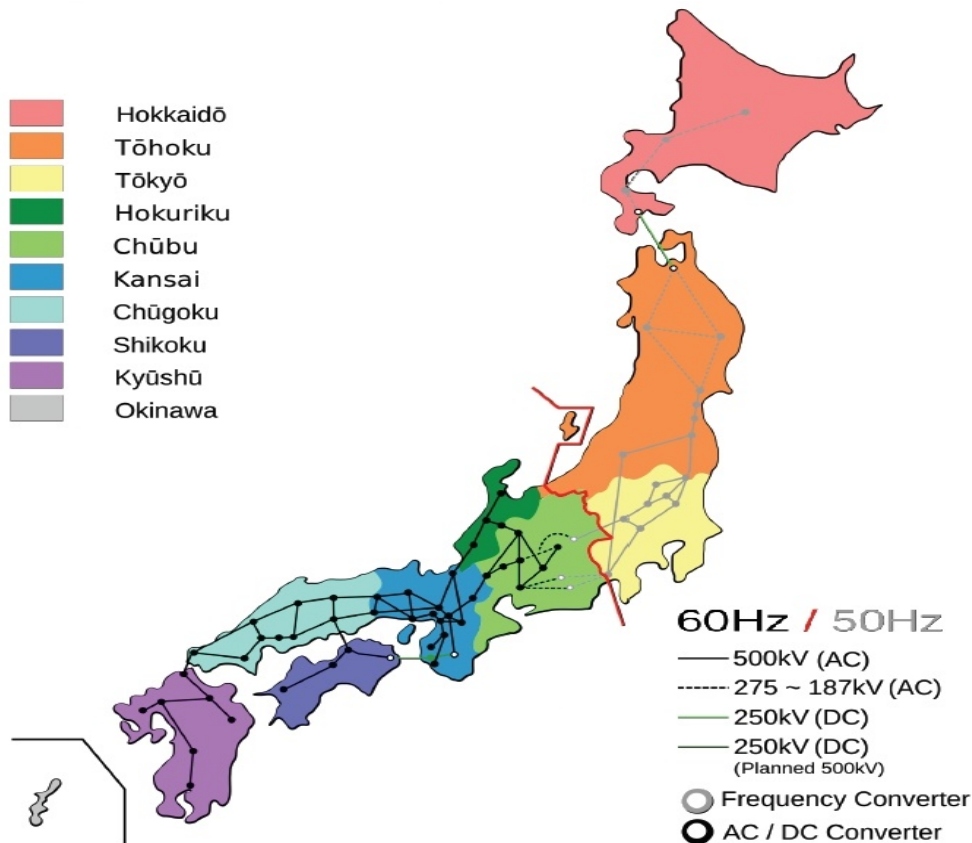 Hokkaidō
Tōhoku
Tōkyō
Hokuriku
Chūbu
Kansai
Chūgoku
Shikoku
Kyūshū
Okinawa
60Hz / 50Hz
500kV (AC)
275 ~ 187kV (AC)
250kV (DC)
250kV (DC)
(Planned 500kV)
Frequency Converter
AC / DC Converter